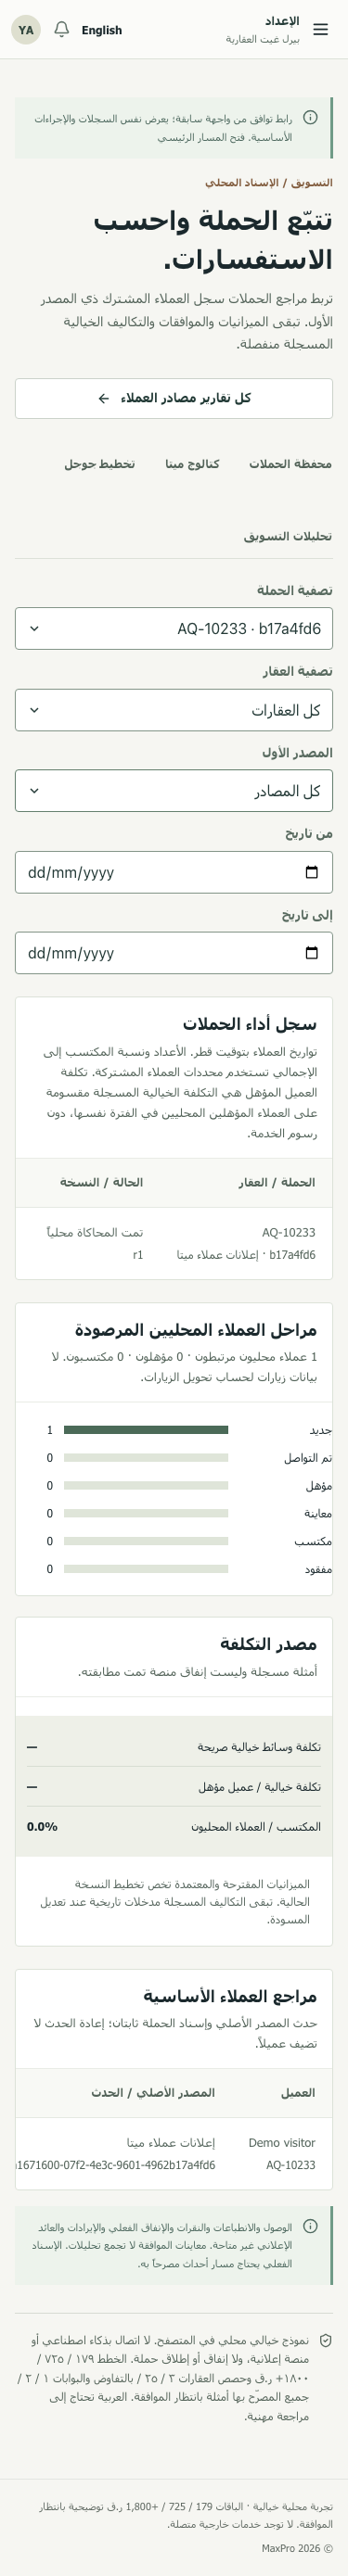 الإعداد
بيرل غيت العقارية
English
YA
رابط توافق من واجهة سابقة؛ يعرض نفس السجلات والإجراءات
الأساسية. فتح المسار الرئيسي
التسويق / الإسناد المحلي
تتبّع الحملة واحسب
الاستفسارات.
تربط مراجع الحملات سجل العملاء المشترك ذي المصدر
الأول. تبقى الميزانيات والموافقات والتكاليف الخيالية
المسجلة منفصلة.
كل تقارير مصادر العملاء ←
محفظة الحملات
كتالوج ميتا
تخطيط جوجل
تحليلات التسويق
تصفية الحملة
AQ-10233 · b17a4fd6
تصفية العقار
كل العقارات
المصدر الأول
كل المصادر
من تاريخ
dd/mm/yyyy
إلى تاريخ
dd/mm/yyyy
سجل أداء الحملات
تواريخ العملاء بتوقيت قطر. الأعداد ونسبة المكتسب إلى
الإجمالي تستخدم محددات العملاء المشتركة. تكلفة
العميل المؤهل هي التكلفة الخيالية المسجلة مقسومة
على العملاء المؤهلين المحليين في الفترة نفسها، دون
رسوم الخدمة.
الحملة / العقار
الحالة / النسخة
AQ-10233
تمت المحاكاة محلياً
b17a4fd6 · إعلانات عملاء ميتا
r1
مراحل العملاء المحليين المرصودة
1 عملاء محليون مرتبطون · 0 مؤهلون · 0 مكتسبون. لا
بيانات زيارات لحساب تحويل الزيارات.
جديد 1
تم التواصل 0
مؤهل 0
معاينة 0
مكتسب 0
مفقود 0
مصدر التكلفة
أمثلة مسجلة وليست إنفاق منصة تمت مطابقته.
تكلفة وسائط خيالية صريحة —
تكلفة خيالية / عميل مؤهل —
المكتسب / العملاء المحليون 0.0%
الميزانيات المقترحة والمعتمدة تخص تخطيط النسخة
الحالية. تبقى التكاليف المسجلة مدخلات تاريخية عند تعديل
المسودة.
مراجع العملاء الأساسية
حدث المصدر الأصلي وإسناد الحملة ثابتان؛ إعادة الحدث لا
تضيف عميلاً.
العميل
المصدر الأصلي / الحدث
Demo visitor
إعلانات عملاء ميتا
AQ-10233
1671600-07f2-4e3c-9601-4962b17a4fd6
الوصول والانطباعات والنقرات والإنفاق الفعلي والإيرادات والعائد
الإعلاني غير متاحة. معاينات الموافقة لا تجمع تحليلات. الإسناد
الفعلي يحتاج مسار أحداث مصرحاً به.
نموذج خيالي محلي في المتصفح. لا اتصال بذكاء اصطناعي أو
منصة إعلانية، ولا إنفاق أو إطلاق حملة. الخطط ١٧٩ / ٧٢٥ /
١٨٠٠+ ر.ق وحصص العقارات ٣ / ٢٥ / بالتفاوض والبوابات ١ / ٢ /
جميع المصرّح بها أمثلة بانتظار الموافقة. العربية تحتاج إلى
مراجعة مهنية.
تجربة محلية خيالية · الباقات 179 / 725 / +1,800 ر.ق توضيحية بانتظار
الموافقة. لا توجد خدمات خارجية متصلة.
© 2026 MaxPro